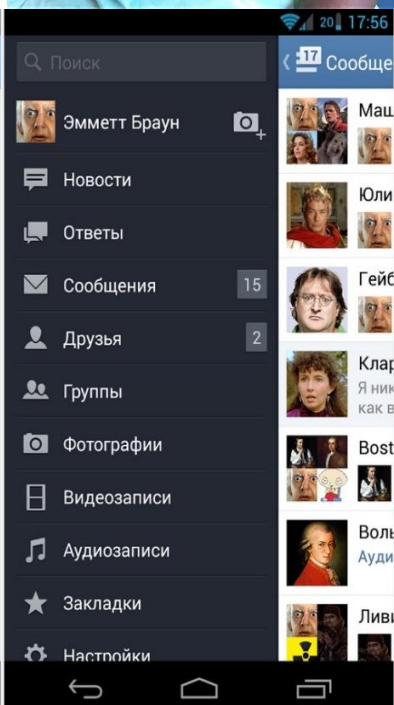 20 17:56
Поиск
17 Сообще
Эмметт Браун
Новости
Ответы
Сообщения 15
Друзья 2
Группы
Фотографии
Видеозаписи
Аудиозаписи
Закладки
Настройки
Маш
Юли
Гейб
Клар
Я ник
как в
Bost
Воль
Ауди
Ливи